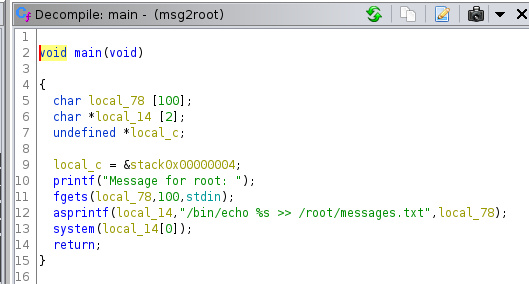 Decompile: main - (msg2root)
1
2 void main(void)
3
4 {
5 char local_78 [100];
6 char *local_14 [2];
7 undefined *local_c;
8
9 local_c = &stack0x00000004;
10 printf("Message for root: ");
11 fgets(local_78,100,stdin);
12 asprintf(local_14,"/bin/echo %s >> /root/messages.txt",local_78);
13 system(local_14[0]);
14 return;
15 }
16